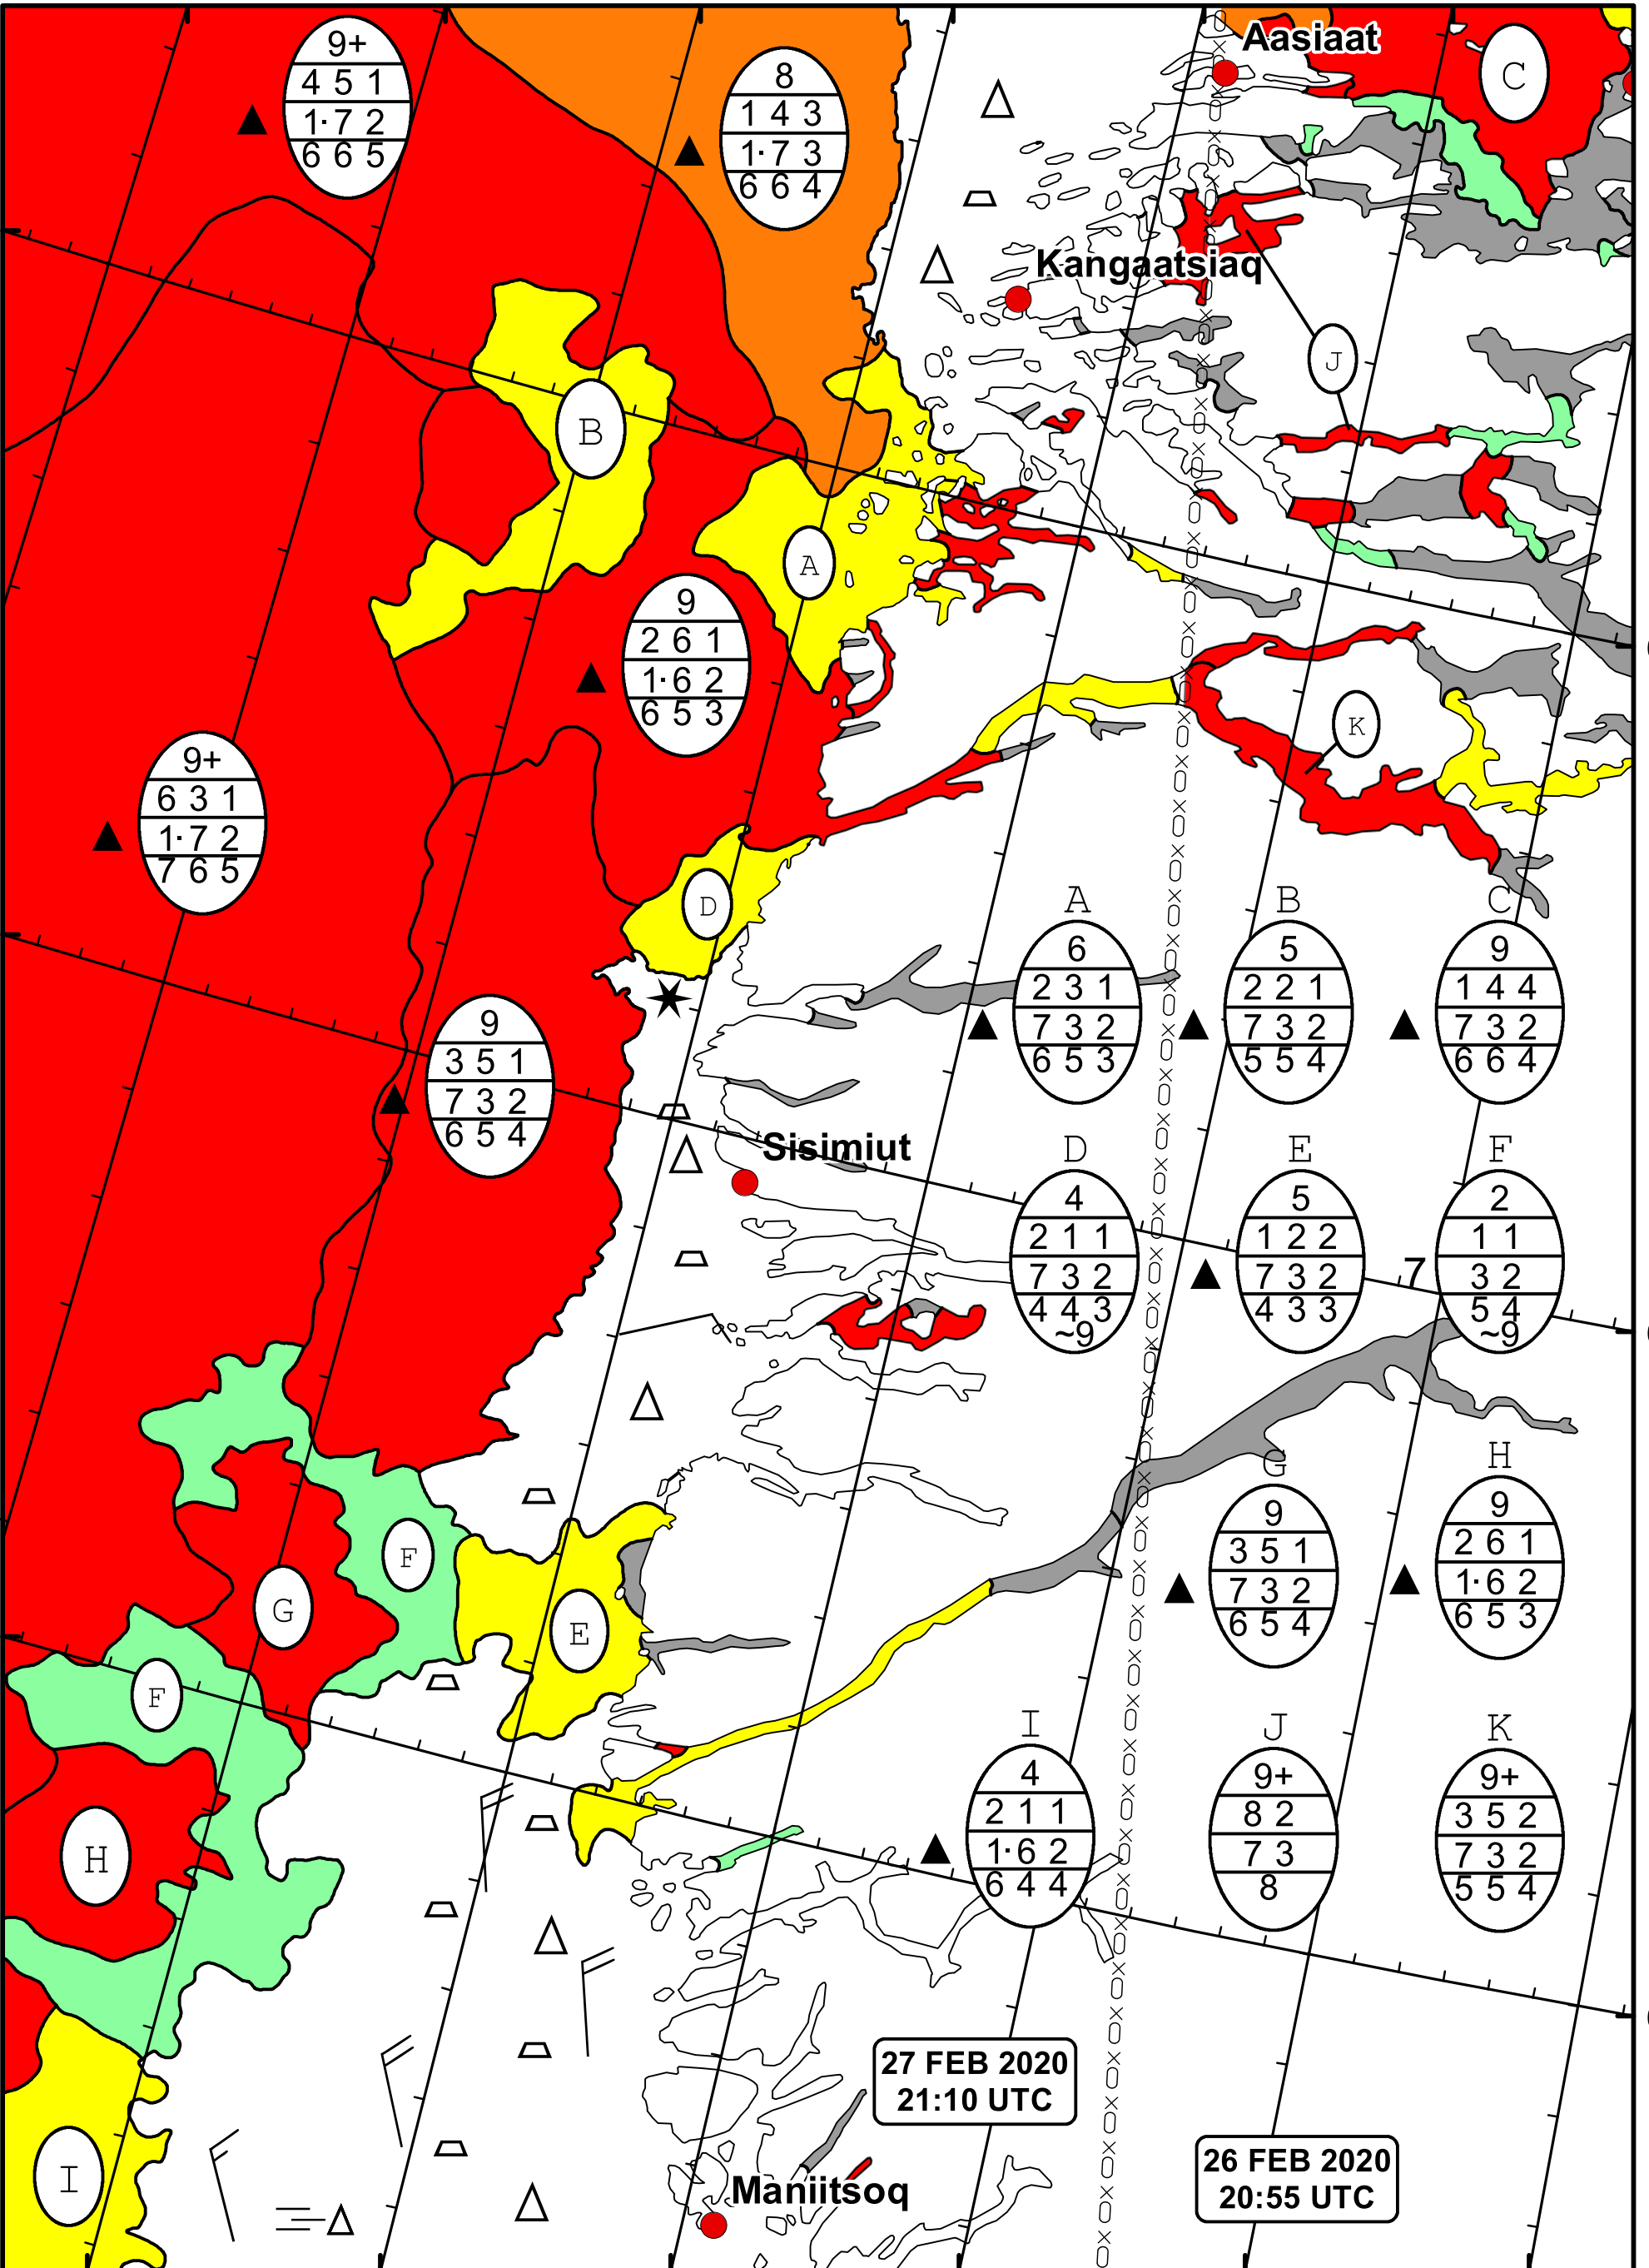 Aasiaat
9+
4 5 1
1· 7 2
6 6 5
8
1 4 3
1· 7 3
6 6 4
C
Kangaatsiaq
J
B
A
9
2 6 1
1· 6 2
6 5 3
K
9+
6 3 1
1· 7 2
7 6 5
D
A
6
2 3 1
7 3 2
6 5 3
B
5
2 2 1
7 3 2
5 5 4
C
9
1 4 4
7 3 2
6 6 4
9
3 5 1
7 3 2
6 5 4
Sisimiut
D
4
2 1 1
7 3 2
4 4 3
~9
E
5
1 2 2
7 3 2
4 3 3
F
2
1 1
7
3 2
5 4
~9
F
G
E
F
G
9
3 5 1
7 3 2
6 5 4
H
9
2 6 1
1· 6 2
6 5 3
H
I
4
2 1 1
1· 6 2
6 4 4
J
9+
8 2
7 3
8
K
9+
3 5 2
7 3 2
5 5 4
27 FEB 2020
21:10 UTC
26 FEB 2020
20:55 UTC
I
Maniitsoq